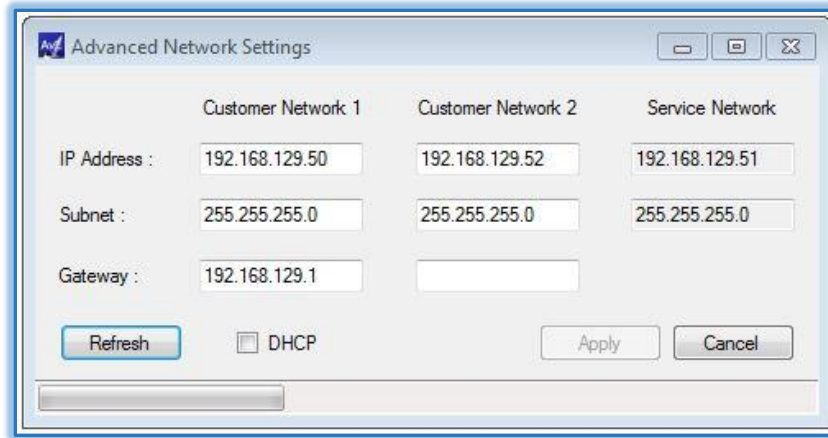 Advanced Network Settings
Customer Network 1 Customer Network 2 Service Network
IP Address : 192.168.129.50 192.168.129.52 192.168.129.51
Subnet : 255.255.255.0 255.255.255.0 255.255.255.0
Gateway : 192.168.129.1
Refresh DHCP Apply Cancel